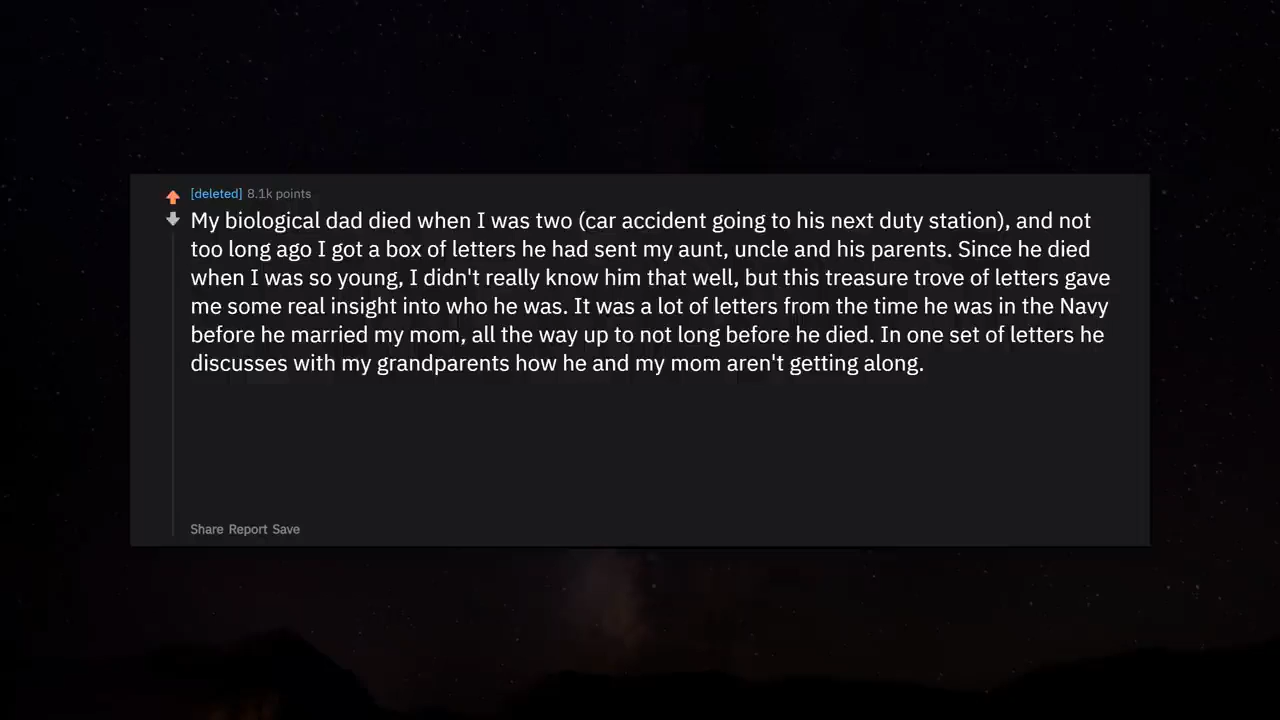 [deleted] 8.1k points
My biological dad died when I was two (car accident going to his next duty station), and not
too long ago I got a box of letters he had sent my aunt, uncle and his parents. Since he died
when I was so young, I didn't really know him that well, but this treasure trove of letters gave
me some real insight into who he was. It was a lot of letters from the time he was in the Navy
before he married my mom, all the way up to not long before he died. In one set of letters he
discusses with my grandparents how he and my mom aren't getting along.
Share Report Save